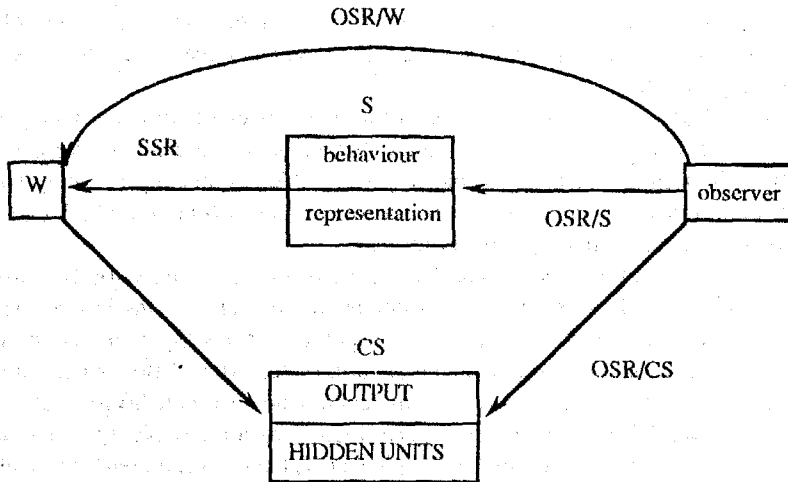 OSR/W
S
SSR
behaviour
W
representation
observer
OSR/S
CS
OSR/CS
OUTPUT
HIDDEN UNITS